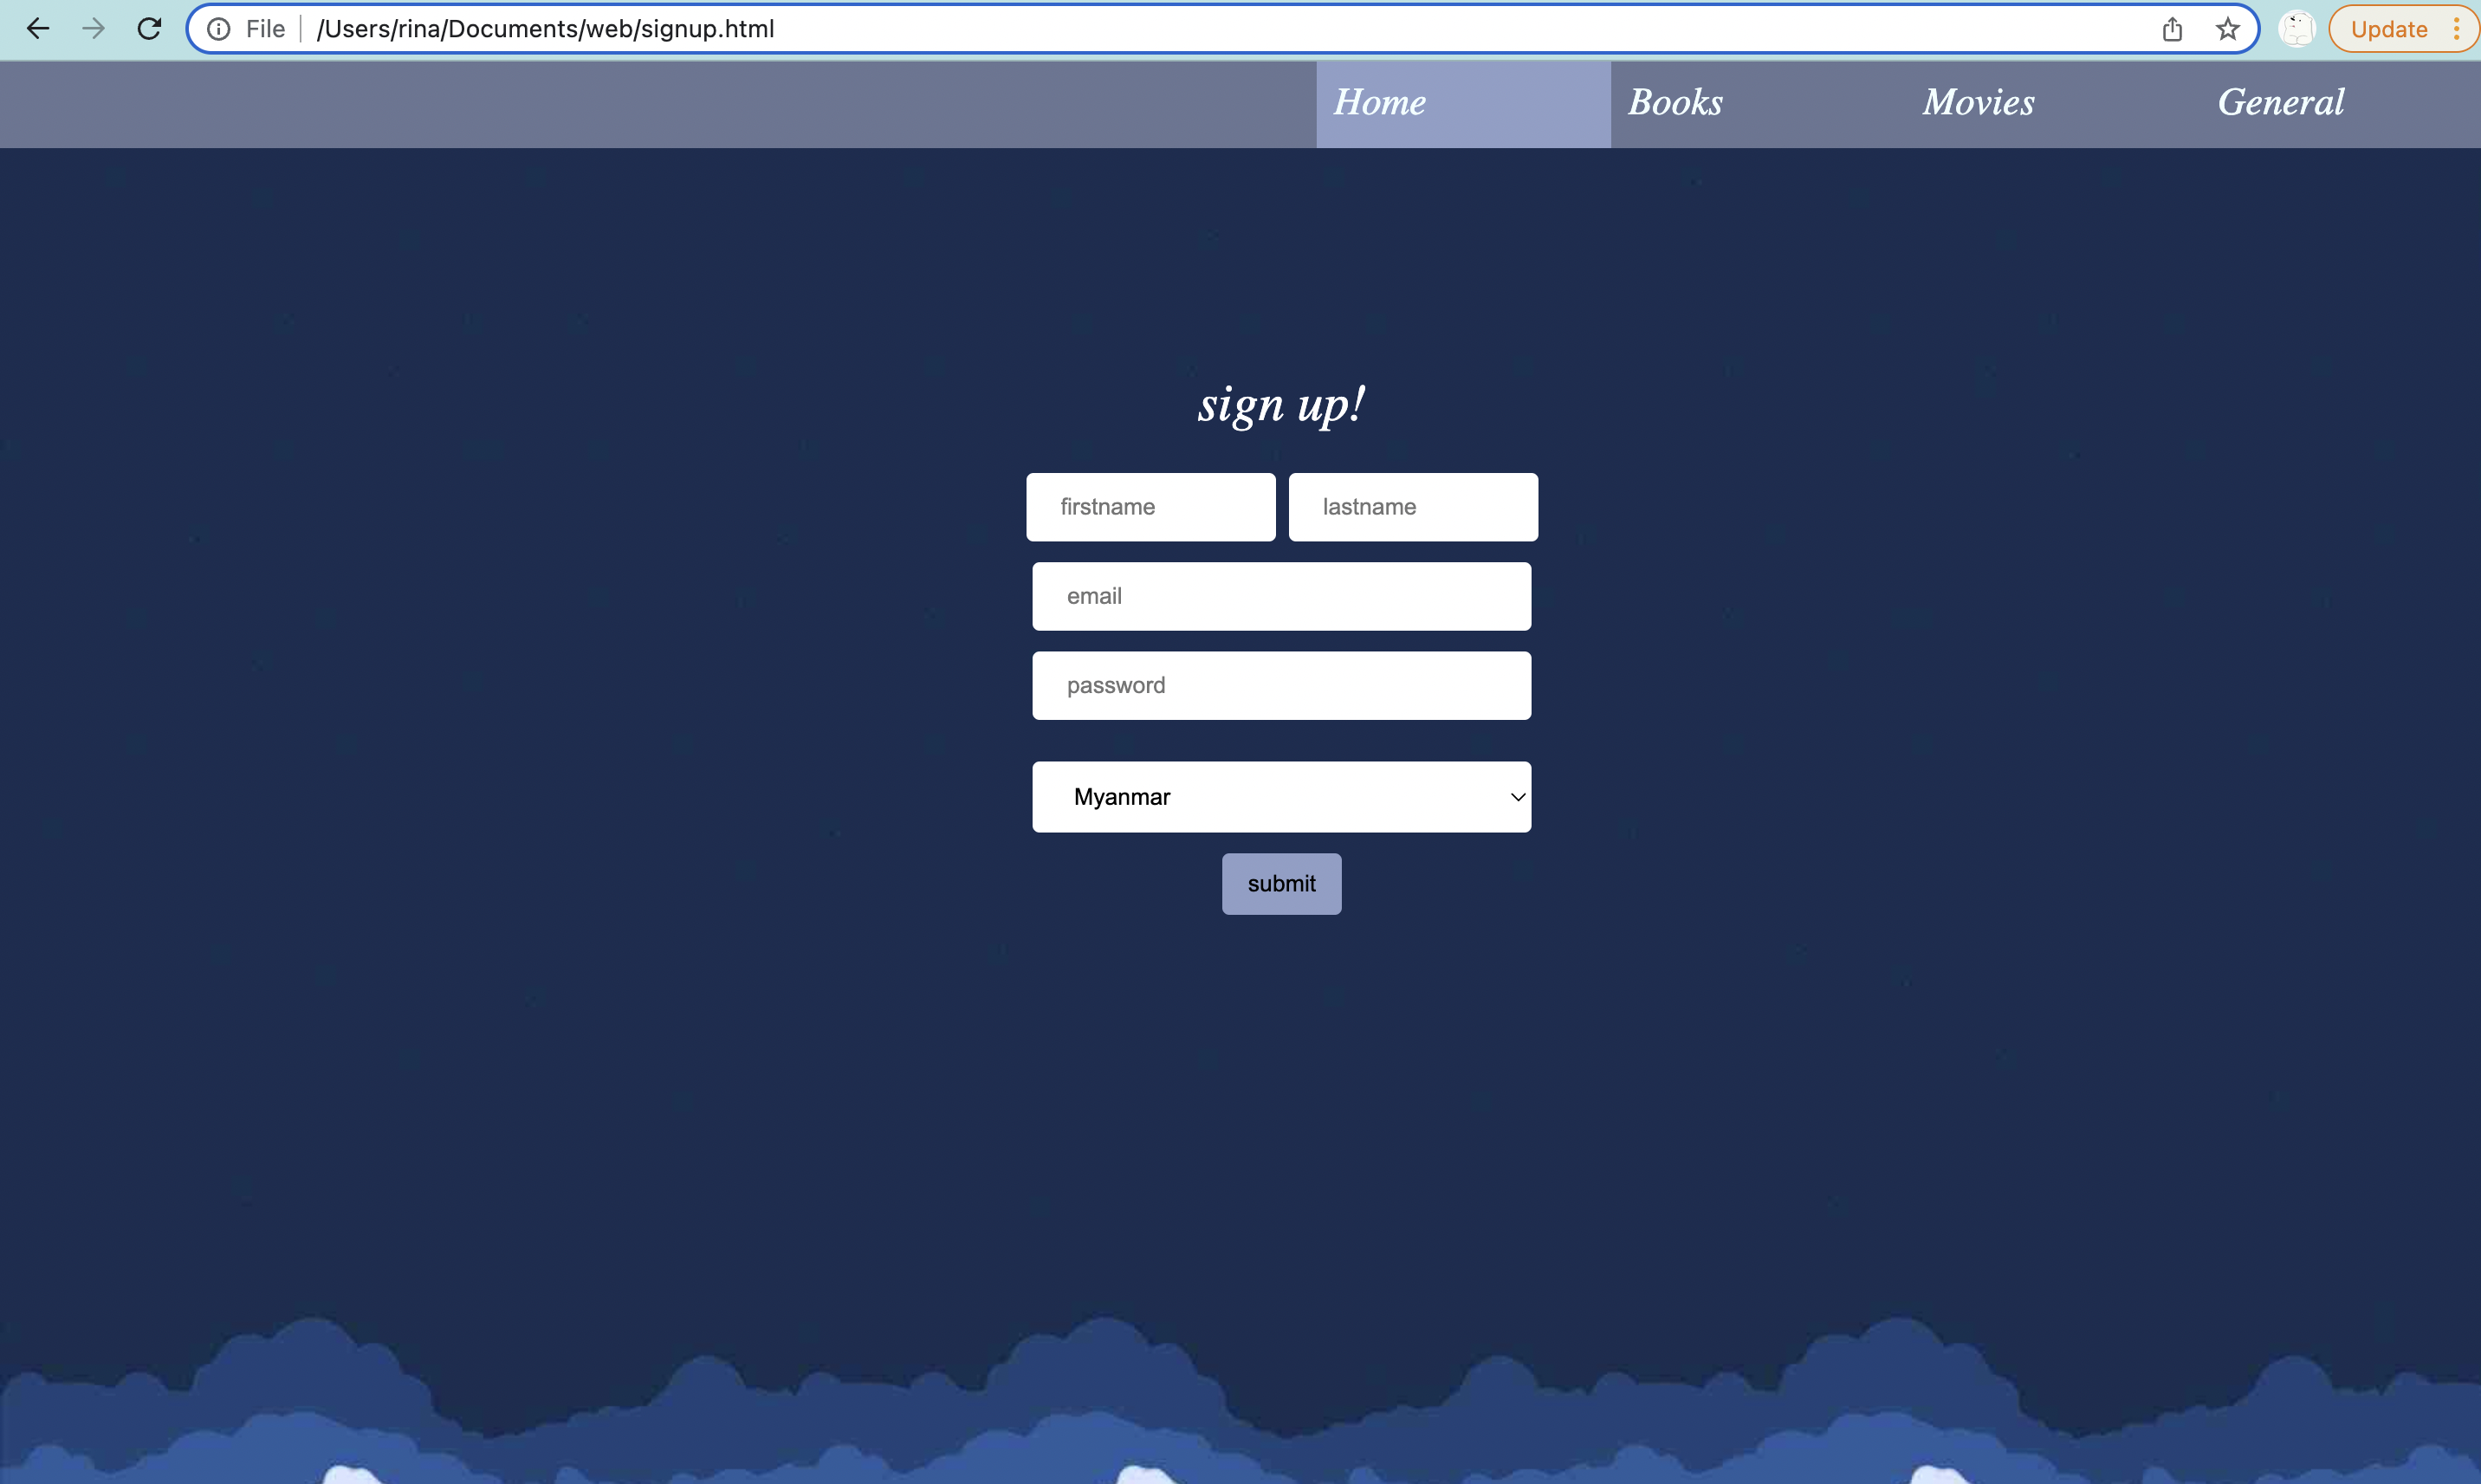 File /Users/rina/Documents/web/signup.html Update
Home Books Movies General
sign up!
firstname lastname
email
password
Myanmar
submit